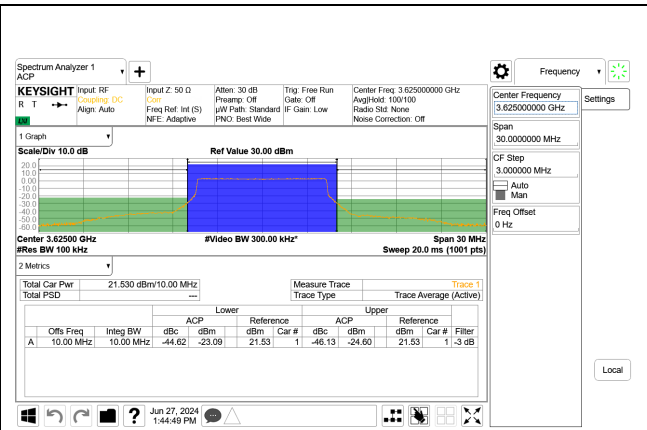 Spectrum Analyzer 1
ACP
Frequency
KEYSIGHT
R T
LXI
Input: RF
Coupling: DC
Align: Auto
Input Z: 50 Ω
Corr
Freq Ref: Int (S)
NFE: Adaptive
Atten: 30 dB
Preamp: Off
µW Path: Standard
PNO: Best Wide
Trig: Free Run
Gate: Off
IF Gain: Low
Center Freq: 3.625000000 GHz
Avg|Hold: 100/100
Radio Std: None
Noise Correction: Off
Center Frequency
3.625000000 GHz
Settings
Span
30.0000000 MHz
CF Step
3.000000 MHz
Auto
Man
Freq Offset
0 Hz
1 Graph
Scale/Div 10.0 dB
Ref Value 30.00 dBm
20.0
10.0
0.00
-10.0
-20.0
-30.0
-40.0
-50.0
-60.0
Center 3.62500 GHz
#Video BW 300.00 kHz*
Span 30 MHz
#Res BW 100 kHz
Sweep 20.0 ms (1001 pts)
2 Metrics
Total Car Pwr 21.530 dBm/10.00 MHz Measure Trace Trace 1
Total PSD --- Trace Type Trace Average (Active)
Lower Upper
ACP Reference ACP Reference
Offs Freq Integ BW dBc dBm dBm Car # dBc dBm dBm Car # Filter
A 10.00 MHz 10.00 MHz -44.62 -23.09 21.53 1 -46.13 -24.60 21.53 1 -3 dB
Local
?
Jun 27, 2024
1:44:49 PM